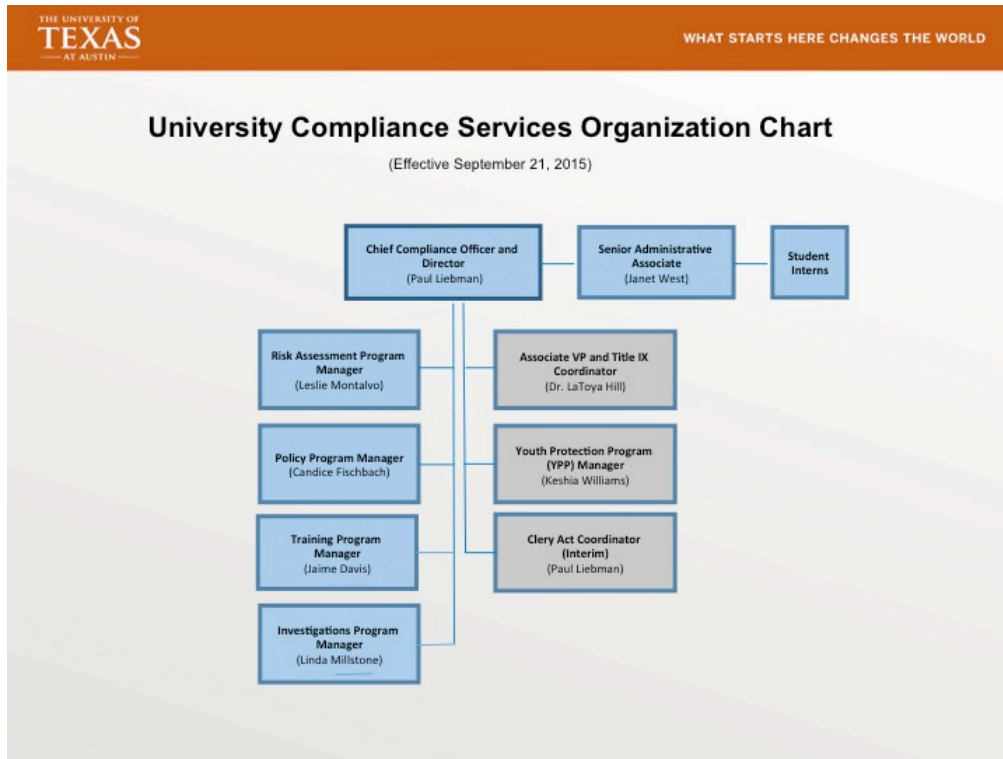 THE UNIVERSITY OF
TEXAS
AT AUSTIN
WHAT STARTS HERE CHANGES THE WORLD
University Compliance Services Organization Chart
(Effective September 21, 2015)
Chief Compliance Officer and
Director
(Paul Liebman)
Senior Administrative
Associate
(Janet West)
Student
Interns
Risk Assessment Program
Manager
(Leslie Montalvo)
Associate VP and Title IX
Coordinator
(Dr. LaToya Hill)
Policy Program Manager
(Candice Fischbach)
Youth Protection Program
(YPP) Manager
(Keshia Williams)
Training Program
Manager
(Jaime Davis)
Clery Act Coordinator
(Interim)
(Paul Liebman)
Investigations Program
Manager
(Linda Millstone)